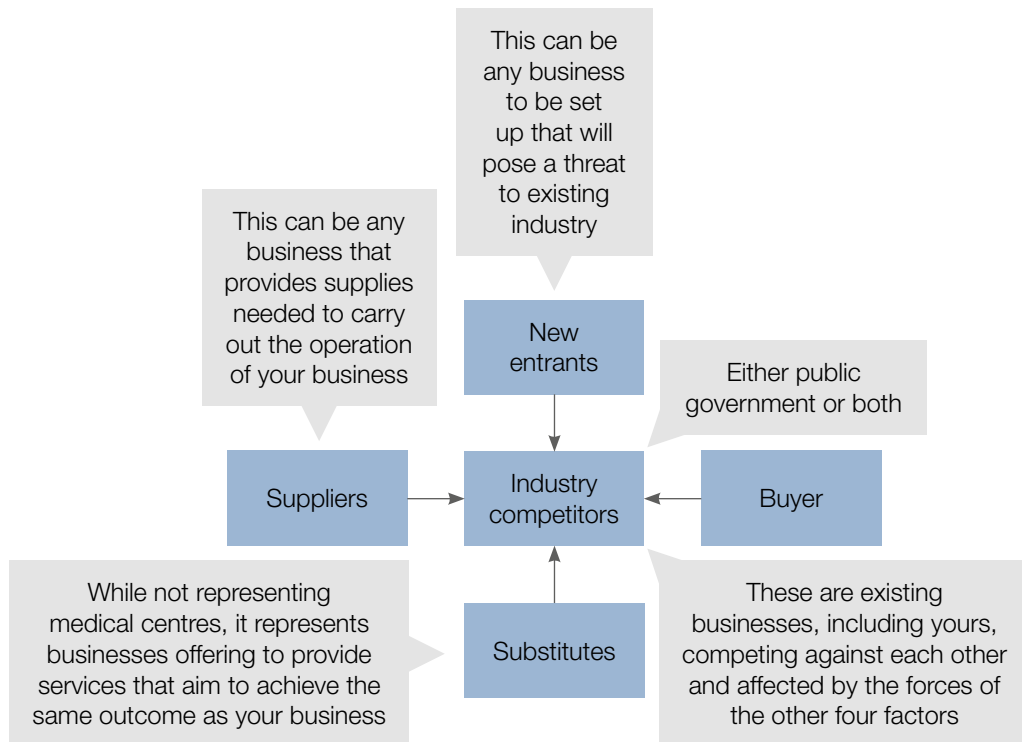 This can be
any business
to be set
up that will
pose a threat
to existing
industry
This can be any
business that
provides supplies
needed to carry
out the operation
of your business
New
entrants
Either public
government or both
Suppliers
Industry
competitors
Buyer
While not representing
medical centres, it represents
businesses offering to provide
services that aim to achieve the
same outcome as your business
Substitutes
These are existing
businesses, including yours,
competing against each other
and affected by the forces of
the other four factors